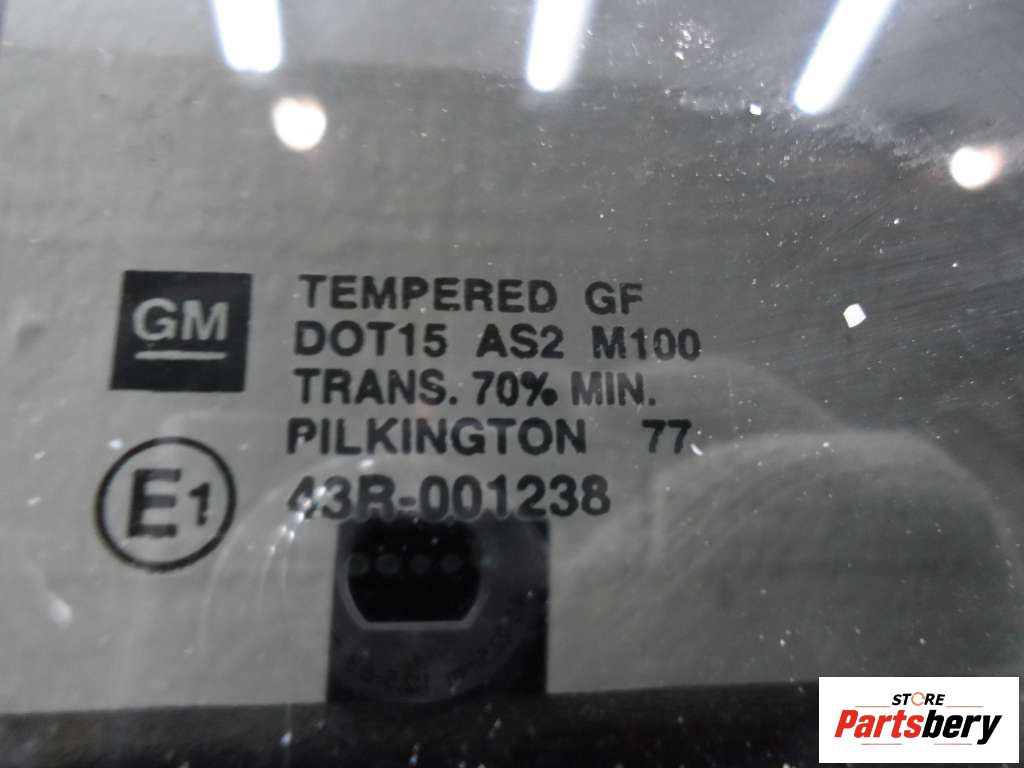 GM
TEMPERED GF
DOT15 AS2 M100
TRANS. 70% MIN.
PILKINGTON 77
E1
43R-001238
STORE
Partsbery